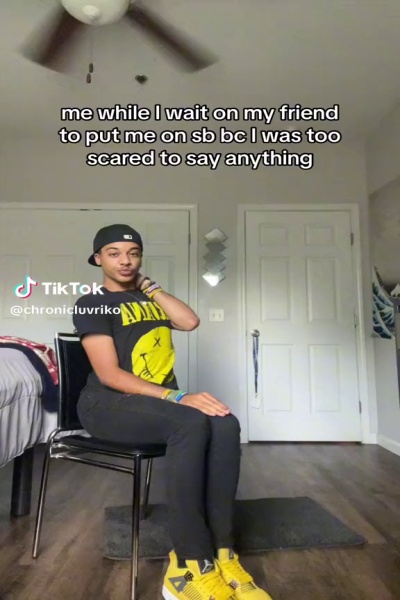 me while I wait on my friend
to put me on sb bc I was too
scared to say anything
TikTok
@chronicluvriko